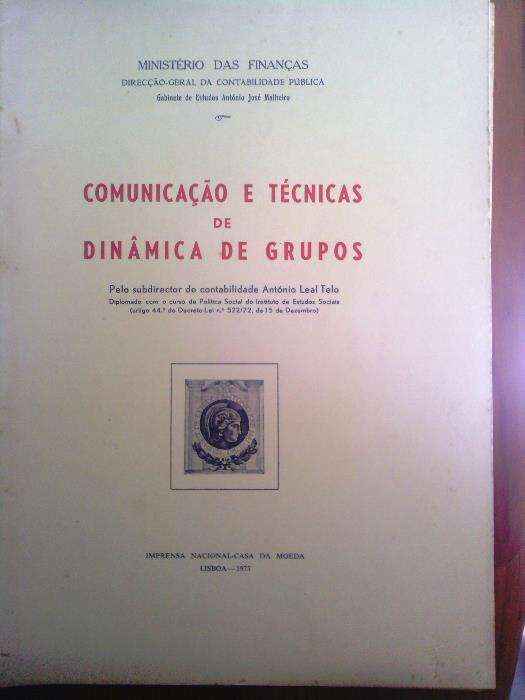 MINISTÉRIO DAS FINANÇAS
DIRECÇÃO-GERAL DA CONTABILIDADE PÚBLICA
Gabinete de Estudos António José Malheiro
COMUNICAÇÃO E TÉCNICAS
DE
DINÂMICA DE GRUPOS
Pelo subdirector de contabilidade António Leal Telo
Diplomado com o curso de Política Social do Instituto de Estudos Sociais
(artigo 44.º do Decreto-Lei n.º 522/72, de 15 de Dezembro)
IMPRENSA NACIONAL-CASA DA MOEDA
LISBOA — 1973